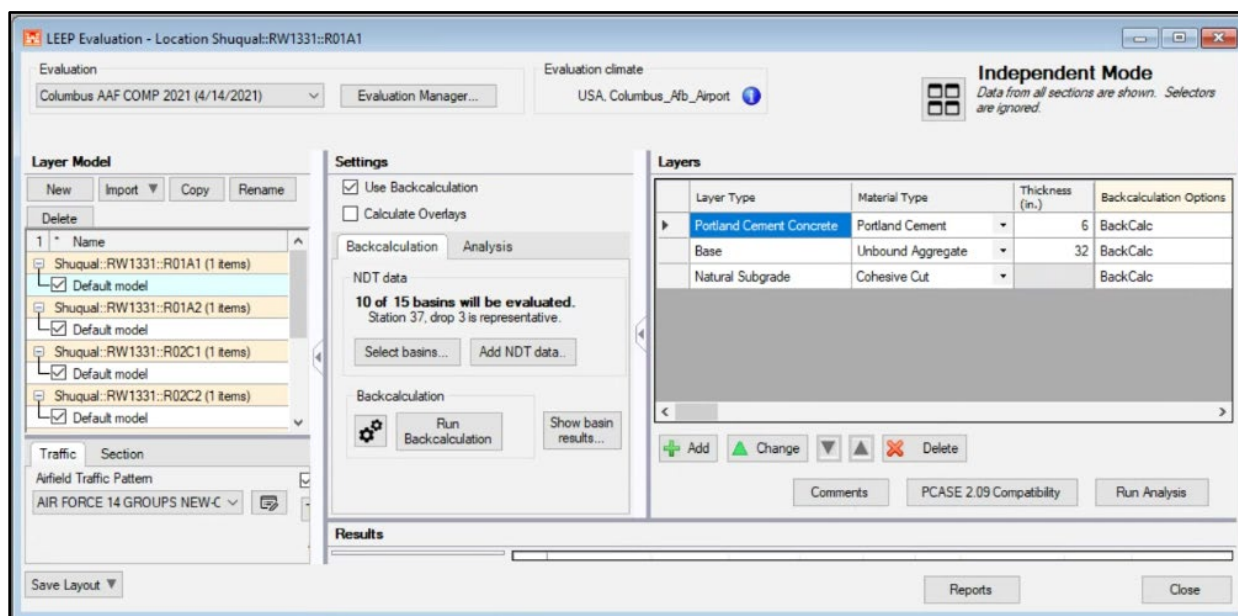 LEEP Evaluation - Location Shuqual::RW1331::R01A1
Evaluation
Columbus AAF COMP 2021 (4/14/2021)
Evaluation Manager...
Evaluation climate
USA, Columbus_Afb_Airport
Independent Mode
Data from all sections are shown. Selectors
are ignored.
Layer Model
New Import Copy Rename
Delete
1 * Name
Shuqual::RW1331::R01A1 (1 items)
Default model
Shuqual::RW1331::R01A2 (1 items)
Default model
Shuqual::RW1331::R02C1 (1 items)
Default model
Shuqual::RW1331::R02C2 (1 items)
Default model
Traffic Section
Airfield Traffic Pattern
AIR FORCE 14 GROUPS NEW-C
Save Layout
Settings
Use Backcalculation
Calculate Overlays
Backcalculation Analysis
NDT data
10 of 15 basins will be evaluated.
Station 37, drop 3 is representative.
Select basins... Add NDT data..
Backcalculation
Run
Backcalculation
Show basin
results...
Layers
Layer Type Material Type Thickness
(in.) Backcalculation Options
Portland Cement Concrete Portland Cement 6 BackCalc
Base Unbound Aggregate 32 BackCalc
Natural Subgrade Cohesive Cut BackCalc
Add Change Delete
Comments PCASE 2.09 Compatibility Run Analysis
Results
Reports Close